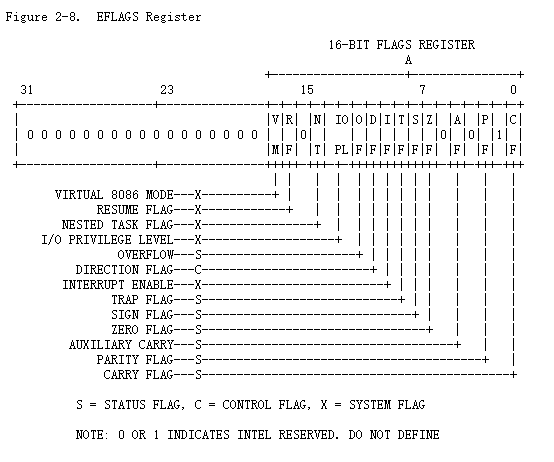 Figure 2-8. EFLAGS Register
16-BIT FLAGS REGISTER
A
31 23 15 7 0
V R N IO O D I T S Z A P C
0 0 0 0 0 0 0 0 0 0 0 0 0 0 0 0 0 0 0 1
M F T PL F F F F F F F F F
VIRTUAL 8086 MODE---X
RESUME FLAG---X
NESTED TASK FLAG---X
I/O PRIVILEGE LEVEL---X
OVERFLOW---S
DIRECTION FLAG---C
INTERRUPT ENABLE---X
TRAP FLAG---S
SIGN FLAG---S
ZERO FLAG---S
AUXILIARY CARRY---S
PARITY FLAG---S
CARRY FLAG---S
S = STATUS FLAG, C = CONTROL FLAG, X = SYSTEM FLAG
NOTE: 0 OR 1 INDICATES INTEL RESERVED. DO NOT DEFINE